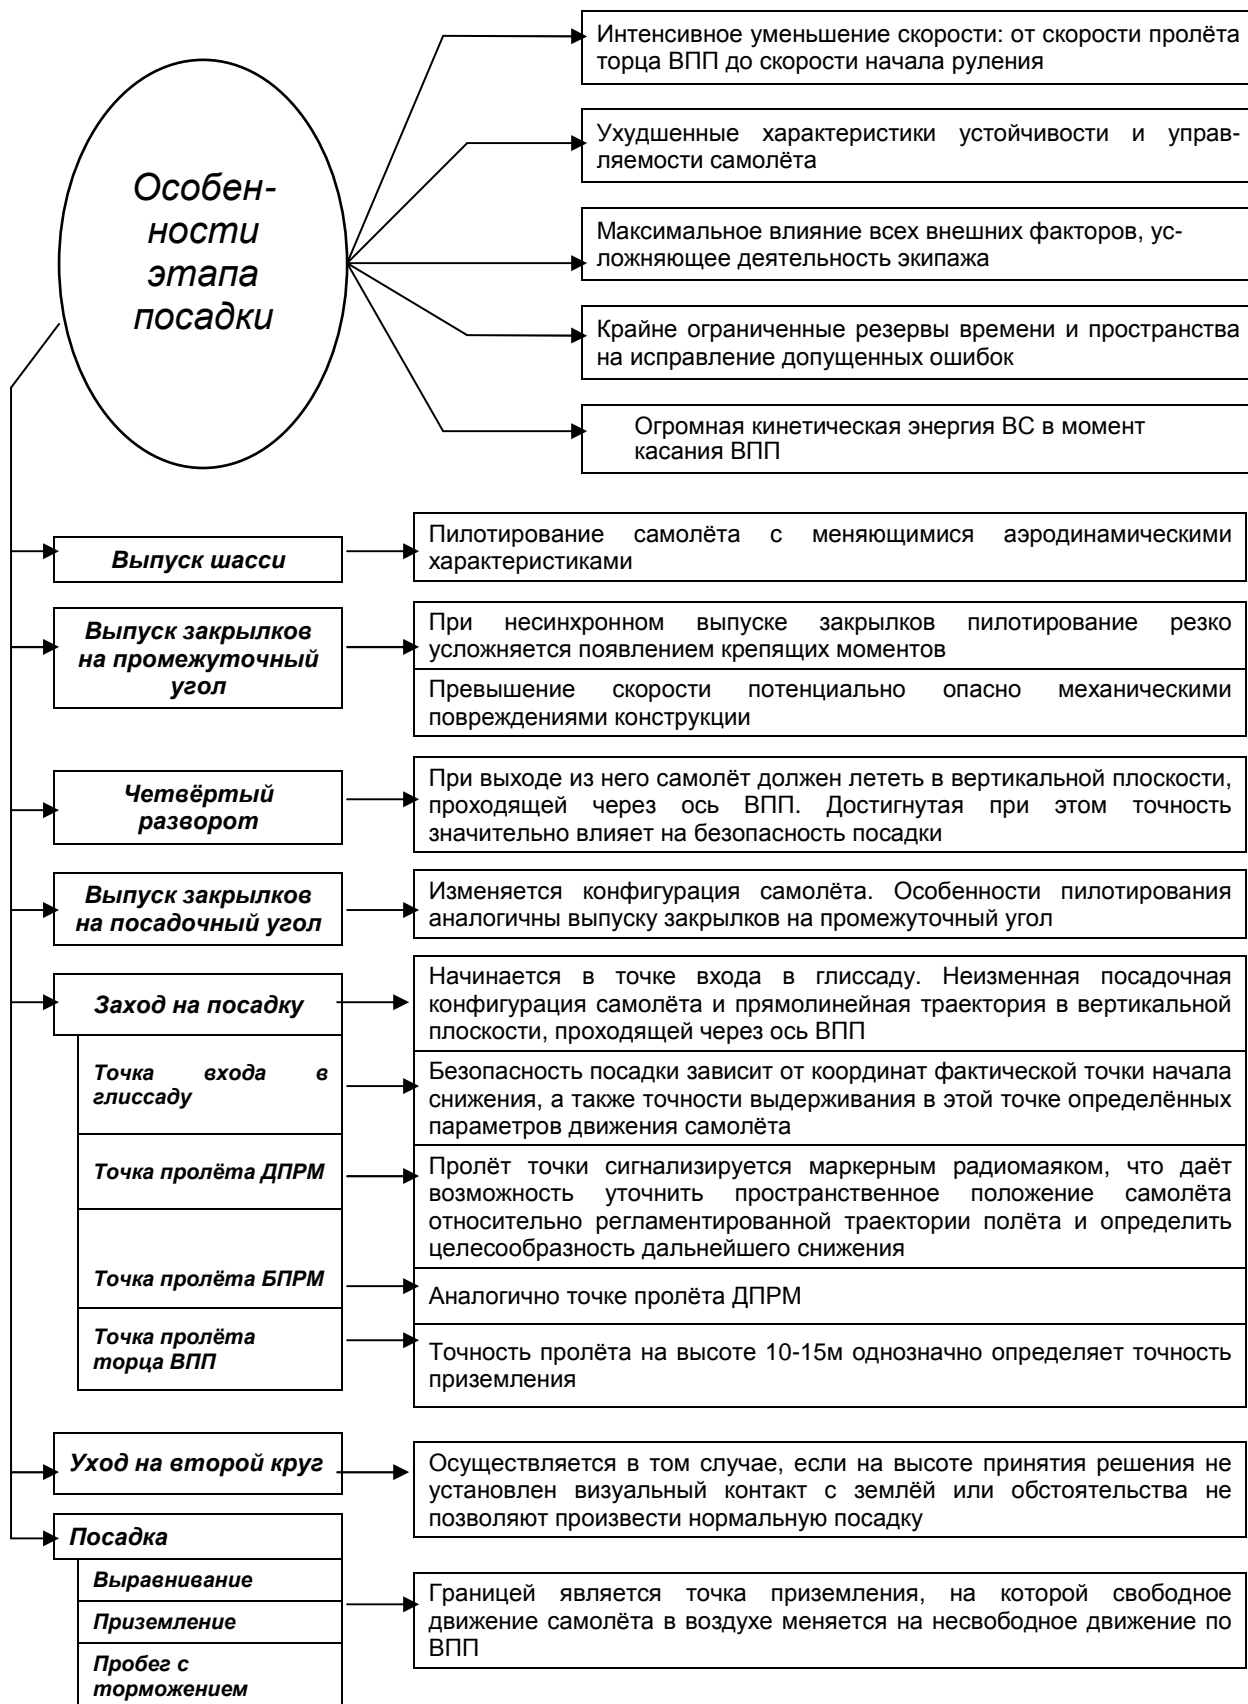 Особен-
ности
этапа
посадки
Интенсивное уменьшение скорости: от скорости пролёта
торца ВПП до скорости начала руления
Ухудшенные характеристики устойчивости и управ-
ляемости самолёта
Максимальное влияние всех внешних факторов, ус-
ложняющее деятельность экипажа
Крайне ограниченные резервы времени и пространства
на исправление допущенных ошибок
Огромная кинетическая энергия ВС в момент
касания ВПП
Выпуск шасси
Пилотирование самолёта с меняющимися аэродинамическими
характеристиками
Выпуск закрылков
на промежуточный
угол
При несинхронном выпуске закрылков пилотирование резко
усложняется появлением крепящих моментов
Превышение скорости потенциально опасно механическими
повреждениями конструкции
Четвёртый
разворот
При выходе из него самолёт должен лететь в вертикальной плоскости,
проходящей через ось ВПП. Достигнутая при этом точность
значительно влияет на безопасность посадки
Выпуск закрылков
на посадочный угол
Изменяется конфигурация самолёта. Особенности пилотирования
аналогичны выпуску закрылков на промежуточный угол
Заход на посадку
Начинается в точке входа в глиссаду. Неизменная посадочная
конфигурация самолёта и прямолинейная траектория в вертикальной
плоскости, проходящей через ось ВПП
Точка входа в
глиссаду
Безопасность посадки зависит от координат фактической точки начала
снижения, а также точности выдерживания в этой точке определённых
параметров движения самолёта
Точка пролёта ДПРМ
Пролёт точки сигнализируется маркерным радиомаяком, что даёт
возможность уточнить пространственное положение самолёта
относительно регламентированной траектории полёта и определить
целесообразность дальнейшего снижения
Точка пролёта БПРМ
Аналогично точке пролёта ДПРМ
Точка пролёта
торца ВПП
Точность пролёта на высоте 10-15м однозначно определяет точность
приземления
Уход на второй круг
Осуществляется в том случае, если на высоте принятия решения не
установлен визуальный контакт с землёй или обстоятельства не
позволяют произвести нормальную посадку
Посадка
Выравнивание
Приземление
Пробег с
торможением
Границей является точка приземления, на которой свободное
движение самолёта в воздухе меняется на несвободное движение по
ВПП